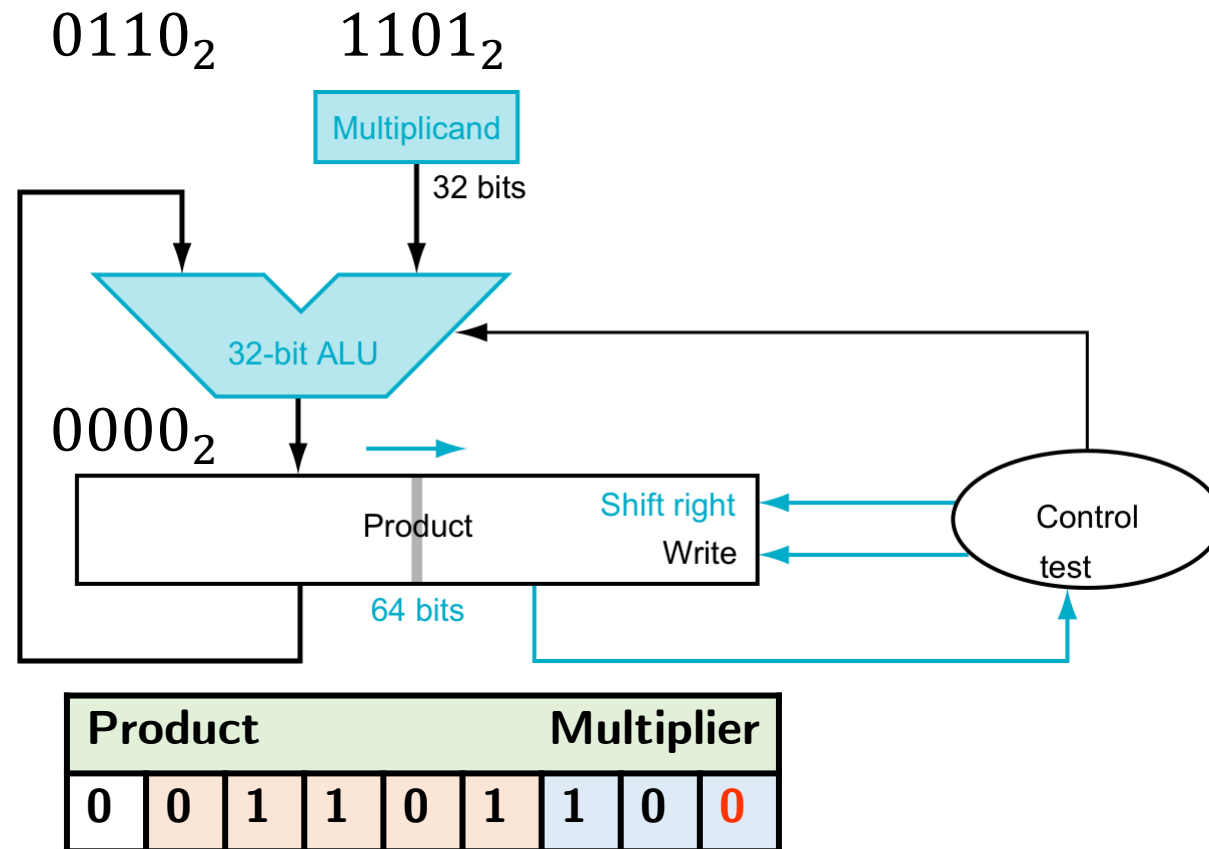 0110₂ 1101₂
Multiplicand
32 bits
32-bit ALU
0000₂
Shift right
Product
Write
Control
test
64 bits
Product Multiplier
0 0 1 1 0 1 1 0 0